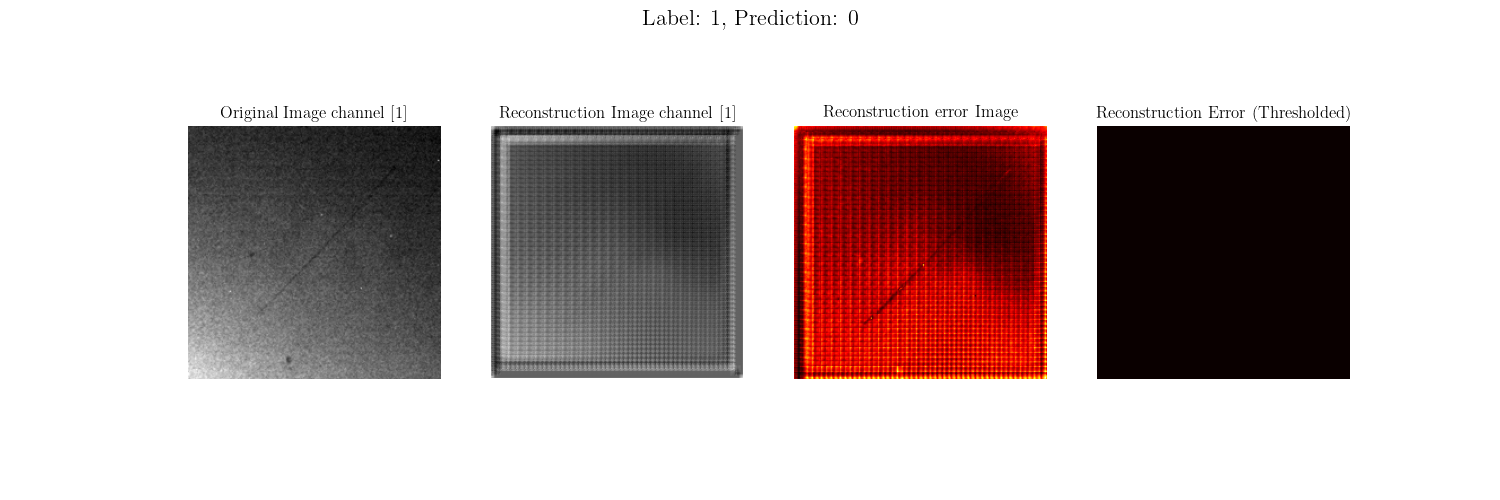 Label: 1, Prediction: 0
Original Image channel [1]
Reconstruction Image channel [1]
Reconstruction error Image
Reconstruction Error (Thresholded)